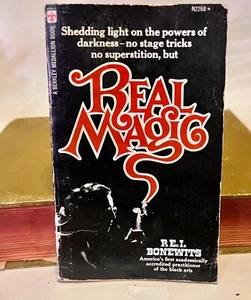 A BERKLEY MEDALLION BOOK
N2268 *
Shedding light on the powers of
darkness—no stage tricks
no superstition, but
REAL
MAGIC
P.E.I.
BONEWITS
America's first academically
accredited practitioner
of the black arts